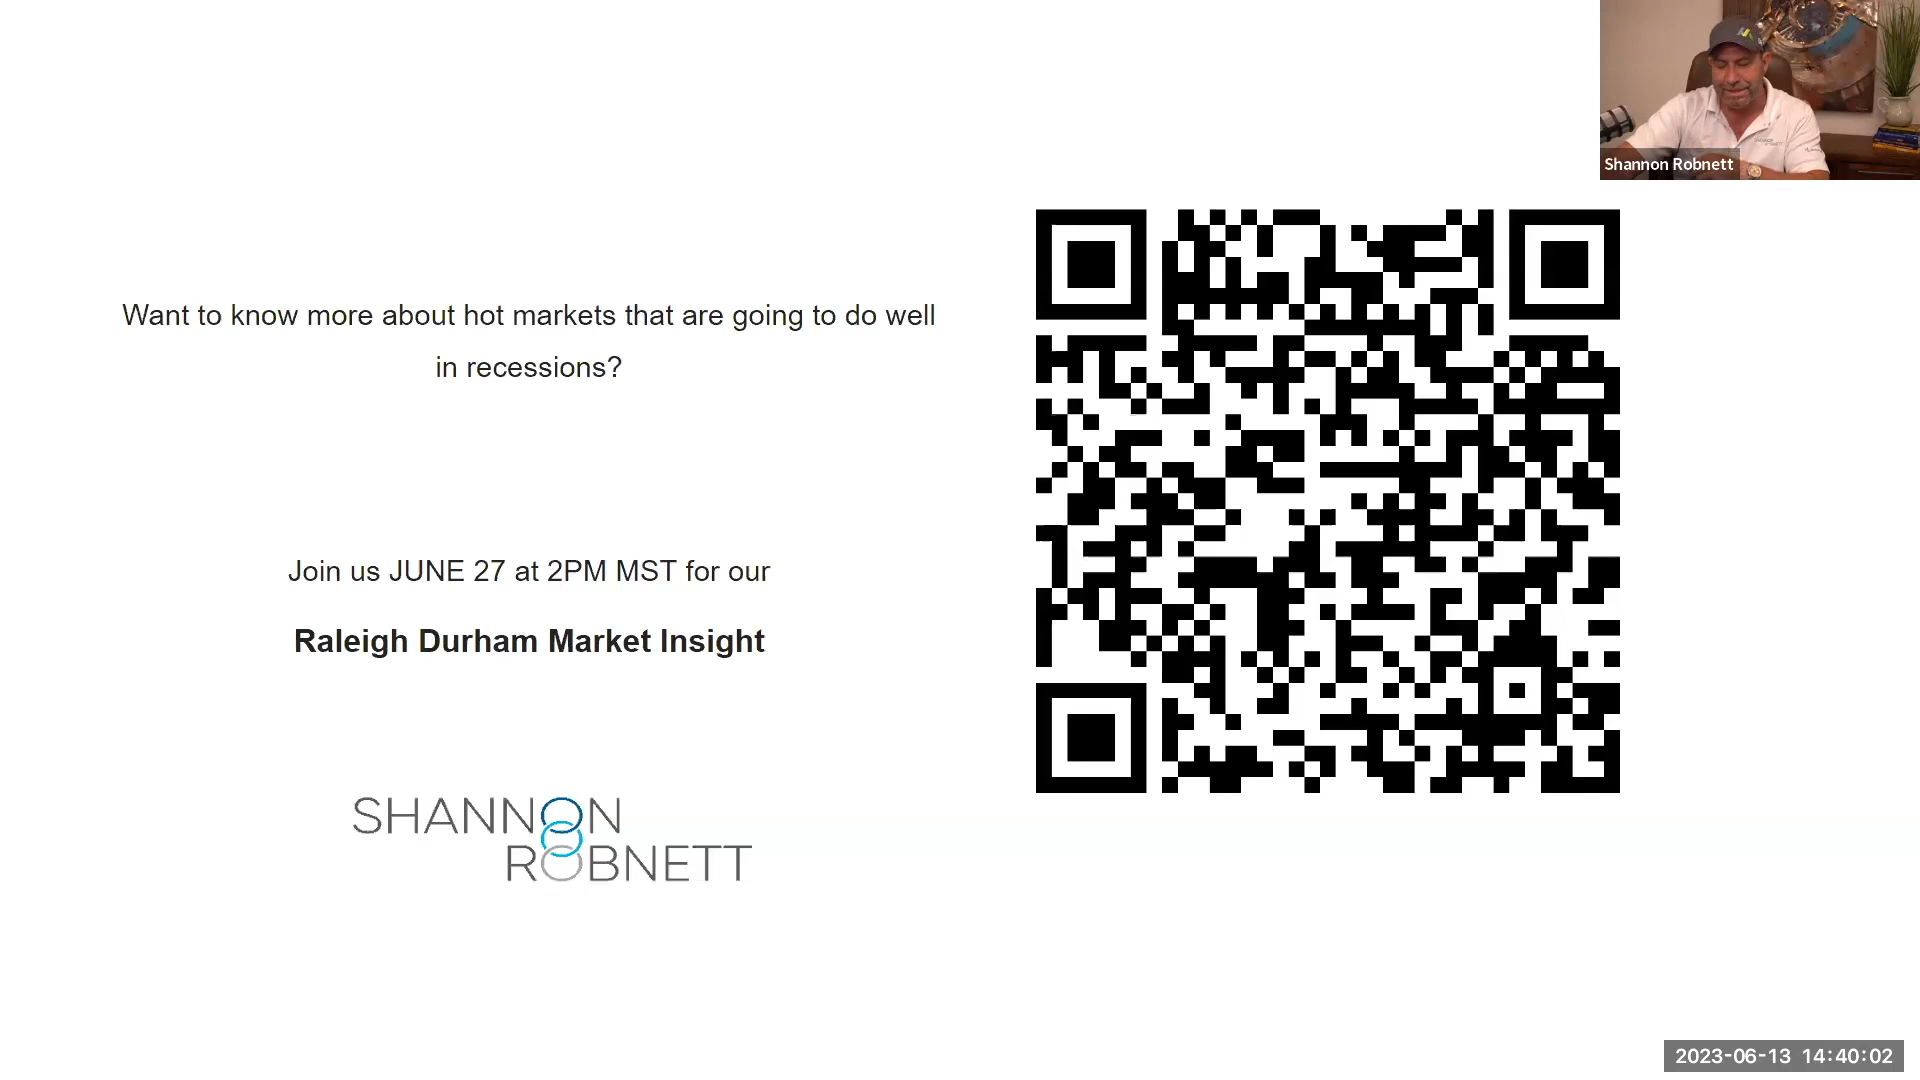 Shannon Robnett
Want to know more about hot markets that are going to do well
in recessions?
Join us JUNE 27 at 2PM MST for our
Raleigh Durham Market Insight
SHANNON
ROBNETT
2023-06-13 14:40:02